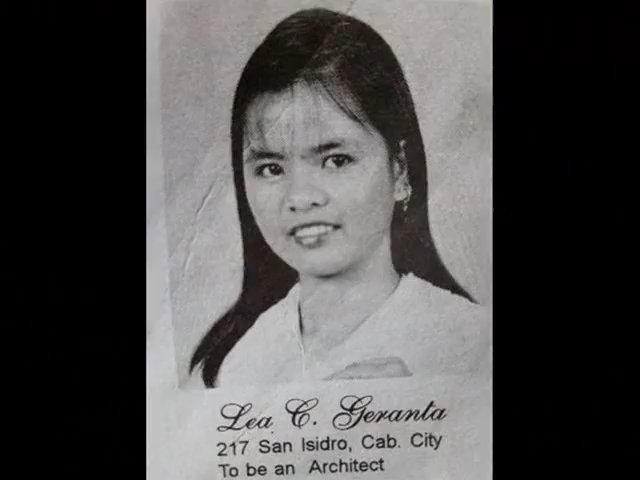 Lea C. Geranta
217 San Isidro, Cab. City
To be an Architect